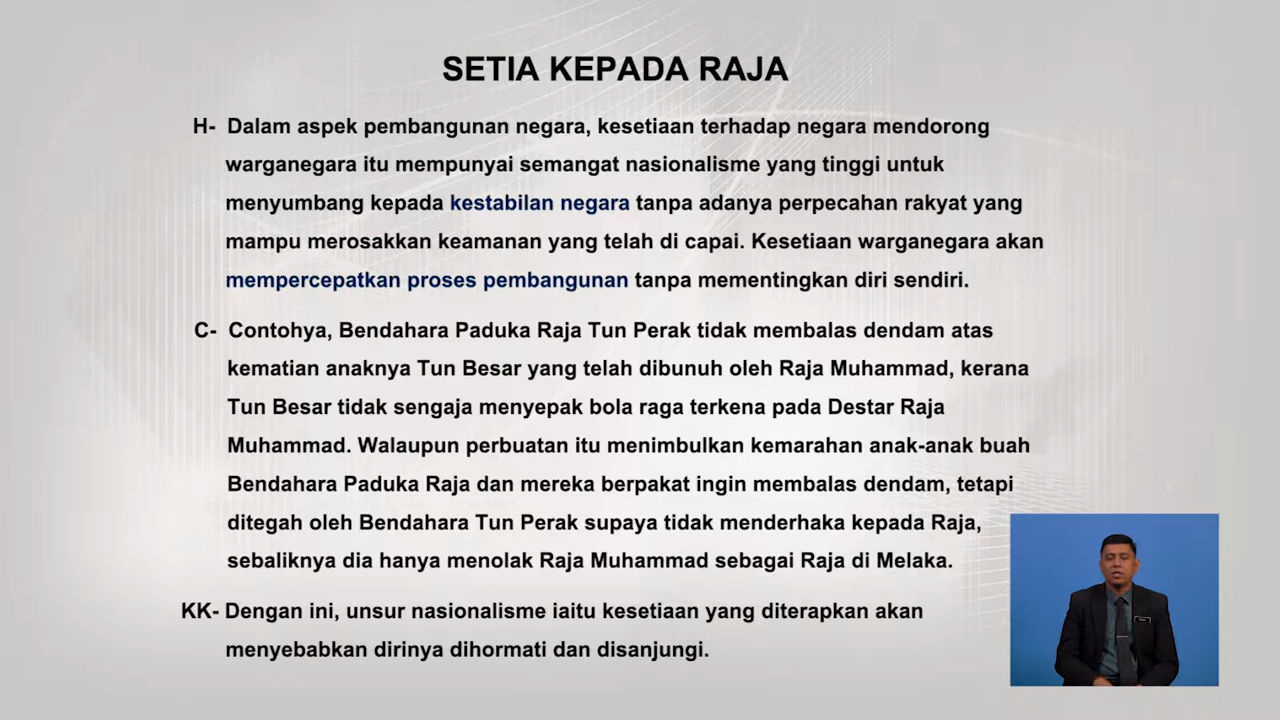 SETIA KEPADA RAJA
H- Dalam aspek pembangunan negara, kesetiaan terhadap negara mendorong
warganegara itu mempunyai semangat nasionalisme yang tinggi untuk
menyumbang kepada kestabilan negara tanpa adanya perpecahan rakyat yang
mampu merosakkan keamanan yang telah di capai. Kesetiaan warganegara akan
mempercepatkan proses pembangunan tanpa mementingkan diri sendiri.
C- Contohya, Bendahara Paduka Raja Tun Perak tidak membalas dendam atas
kematian anaknya Tun Besar yang telah dibunuh oleh Raja Muhammad, kerana
Tun Besar tidak sengaja menyepak bola raga terkena pada Destar Raja
Muhammad. Walaupun perbuatan itu menimbulkan kemarahan anak-anak buah
Bendahara Paduka Raja dan mereka berpakat ingin membalas dendam, tetapi
ditegah oleh Bendahara Tun Perak supaya tidak menderhaka kepada Raja,
sebaliknya dia hanya menolak Raja Muhammad sebagai Raja di Melaka.
KK- Dengan ini, unsur nasionalisme iaitu kesetiaan yang diterapkan akan
menyebabkan dirinya dihormati dan disanjungi.